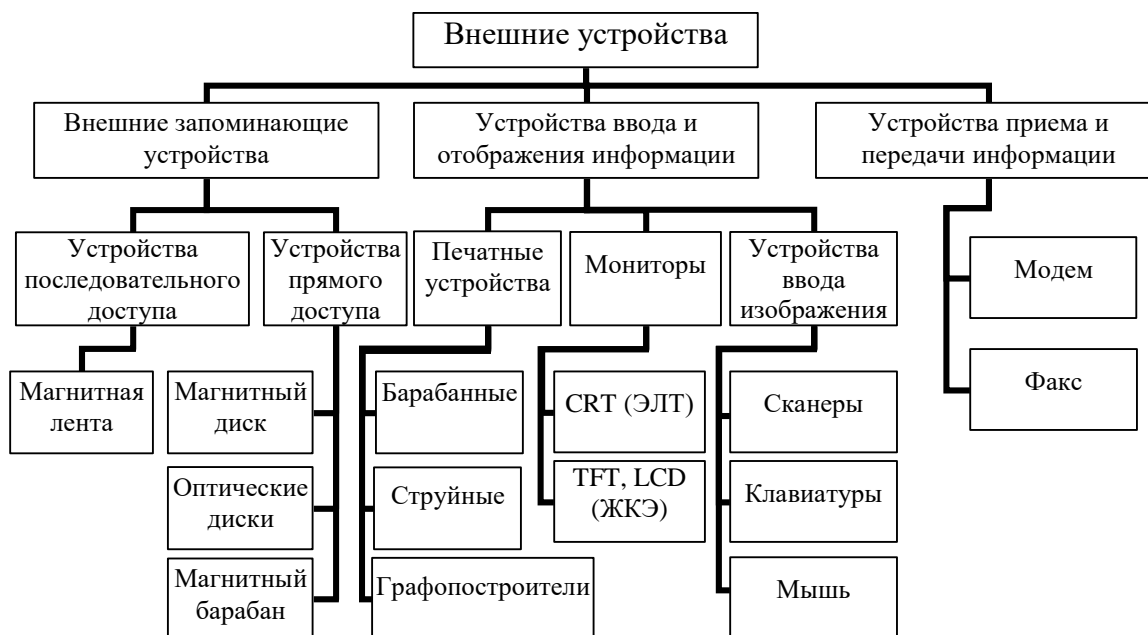 Внешние устройства
Внешние запоминающие
устройства
Устройства ввода и
отображения информации
Устройства приема и
передачи информации
Устройства
последовательного
доступа
Устройства
прямого
доступа
Печатные
устройства
Мониторы
Устройства
ввода
изображения
Модем
Факс
Магнитная
лента
Магнитный
диск
Оптические
диски
Магнитный
барабан
Барабанные
Струйные
Графопостроители
CRT (ЭЛТ)
TFT, LCD
(ЖКЭ)
Сканеры
Клавиатуры
Мышь